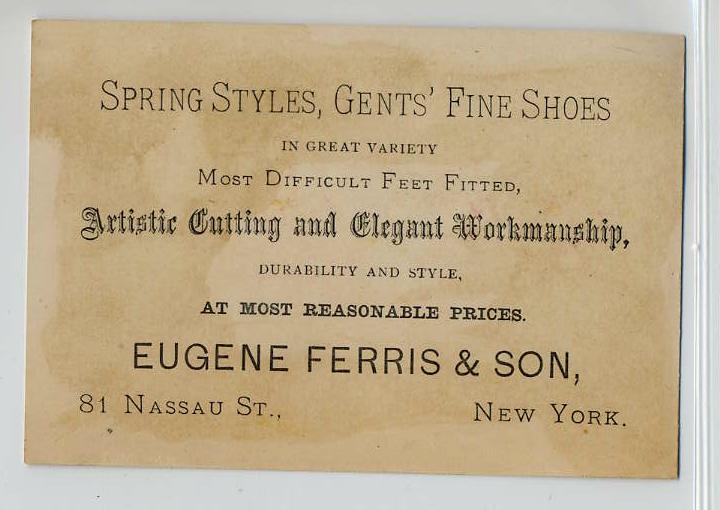 Spring Styles, Gents' Fine Shoes
IN GREAT VARIETY
Most Difficult Feet Fitted,
Artistic Cutting and Elegant Workmanship,
DURABILITY AND STYLE,
AT MOST REASONABLE PRICES.
EUGENE FERRIS & SON,
81 Nassau St., New York.